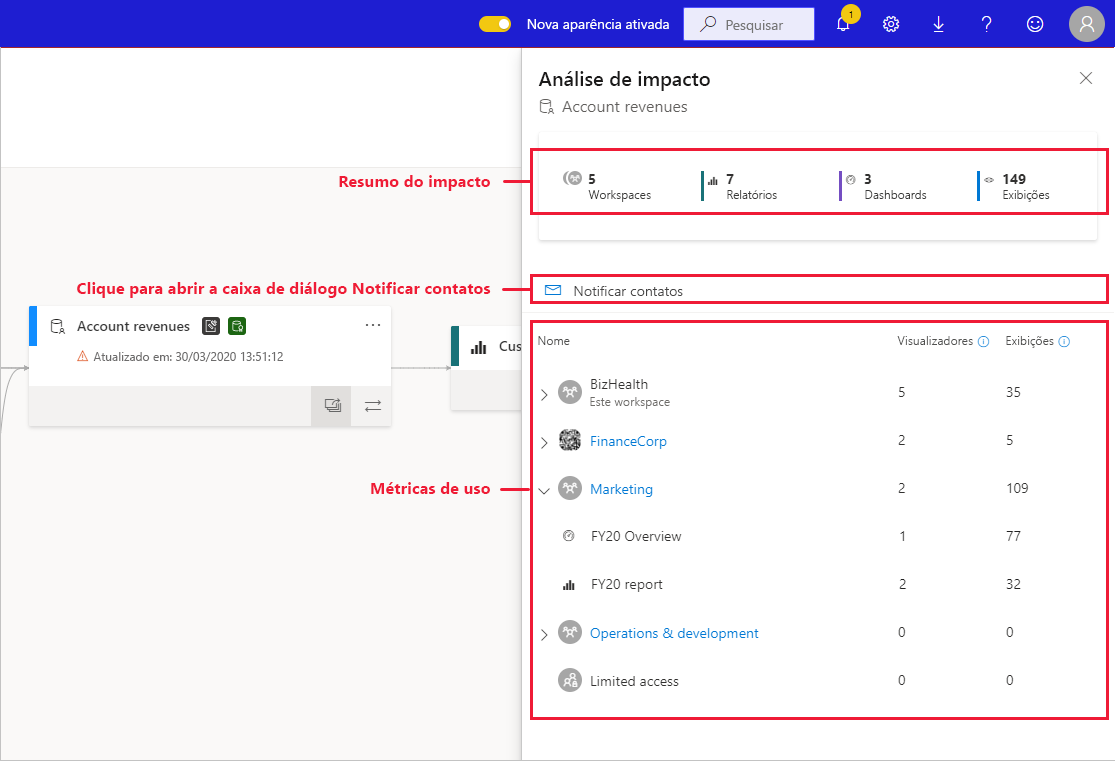 Nova aparência ativada
Pesquisar
1
Análise de impacto
Account revenues
Resumo do impacto
5
Workspaces
7
Relatórios
3
Dashboards
149
Exibições
Clique para abrir a caixa de diálogo Notificar contatos
Notificar contatos
Account revenues
Atualizado em: 30/03/2020 13:51:12
Cus
Nome Visualizadores Exibições
BizHealth 5 35
Este workspace
FinanceCorp 2 5
Métricas de uso
Marketing 2 109
FY20 Overview 1 77
FY20 report 2 32
Operations & development 0 0
Limited access 0 0